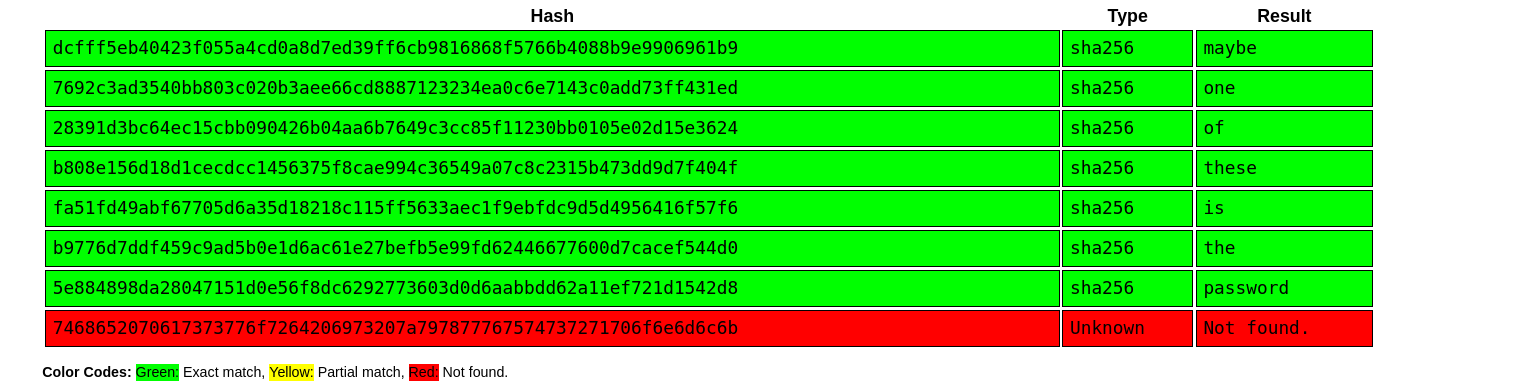 Hash Type Result
dcfff5eb40423f055a4cd0a8d7ed39ff6cb9816868f5766b4088b9e9906961b9 sha256 maybe
7692c3ad3540bb803c020b3aee66cd8887123234ea0c6e7143c0add73ff431ed sha256 one
28391d3bc64ec15cbb090426b04aa6b7649c3cc85f11230bb0105e02d15e3624 sha256 of
b808e156d18d1cecdcc1456375f8cae994c36549a07c8c2315b473dd9d7f404f sha256 these
fa51fd49abf67705d6a35d18218c115ff5633aec1f9ebfdc9d5d4956416f57f6 sha256 is
b9776d7ddf459c9ad5b0e1d6ac61e27befb5e99fd62446677600d7cacef544d0 sha256 the
5e884898da28047151d0e56f8dc6292773603d0d6aabbdd62a11ef721d1542d8 sha256 password
7468652070617373776f7264206973207a797877767574737271706f6e6d6c6b Unknown Not found.
Color Codes: Green: Exact match, Yellow: Partial match, Red: Not found.